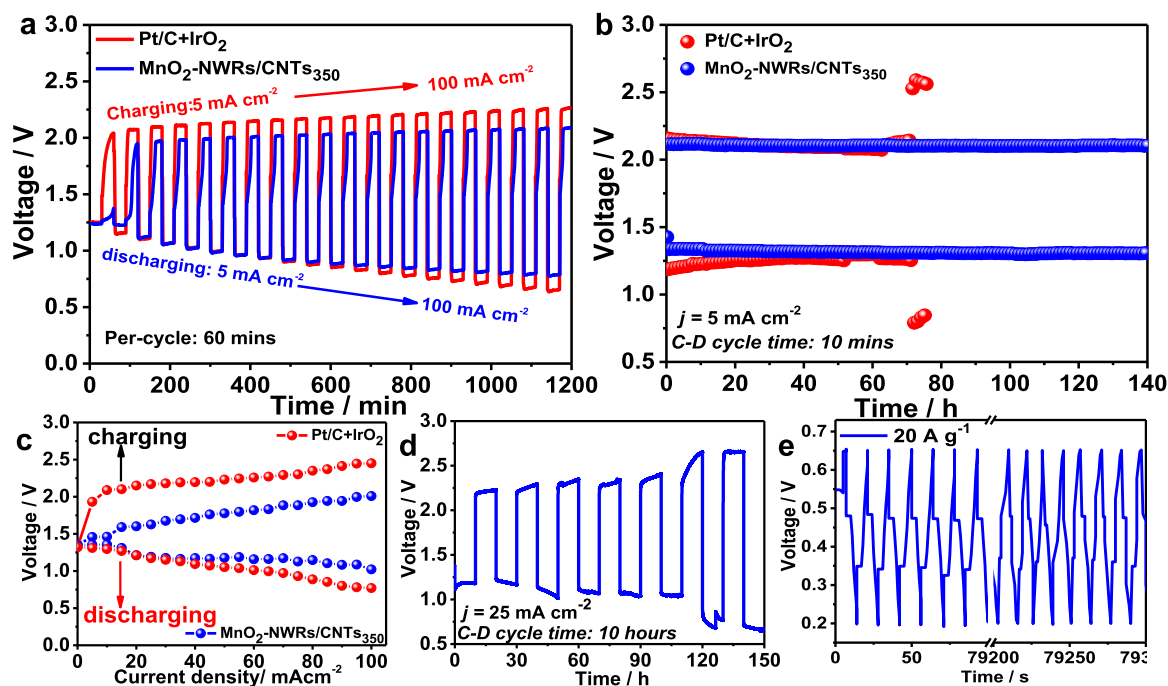 a
Pt/C+IrO2
MnO2-NWRs/CNTs350
Charging:5 mA cm-2
100 mA cm-2
discharging: 5 mA cm-2
100 mA cm-2
Per-cycle: 60 mins
Voltage / V
3.0
2.5
2.0
1.5
1.0
0.5
0.0
0 200 400 600 800 1000 1200
Time / min
b
Pt/C+IrO2
MnO2-NWRs/CNTs350
j = 5 mA cm-2
C-D cycle time: 10 mins
Voltage / V
3.0
2.5
2.0
1.5
1.0
0.5
0 20 40 60 80 100 120 140
Time / h
c
charging
Pt/C+IrO2
discharging
MnO2-NWRs/CNTs350
Voltage / V
3.0
2.5
2.0
1.5
1.0
0.5
0.0
0 20 40 60 80 100
Current density/ mAcm-2
d
j = 25 mA cm-2
C-D cycle time: 10 hours
Voltage / V
3.0
2.5
2.0
1.5
1.0
0.5
0 30 60 90 120 150
Time / h
e
20 A g-1
Voltage / V
0.7
0.6
0.5
0.4
0.3
0.2
0 50 79200 79250 793
Time / s